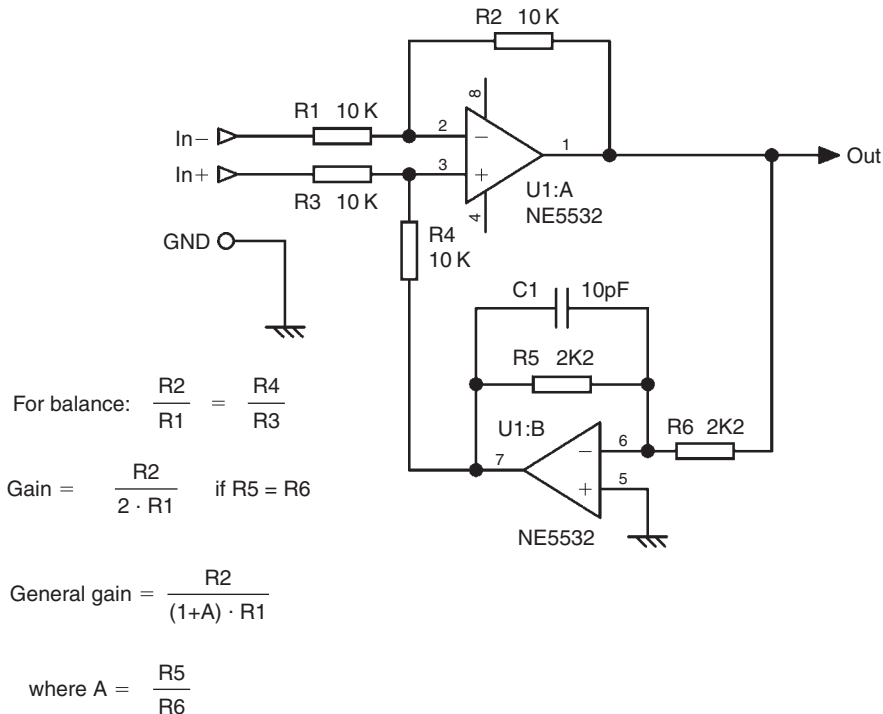 R2 10 K
8
R1 10 K
In−
2
−
1
Out
In+
3
+
R3 10 K
4
U1:A
NE5532
R4
10 K
GND
C1 10pF
R5 2K2
U1:B
R6 2K2
6
−
7
5
+
NE5532
For balance: R2 / R1 = R4 / R3
Gain = R2 / 2 · R1 if R5 = R6
General gain = R2 / (1+A) · R1
where A = R5 / R6